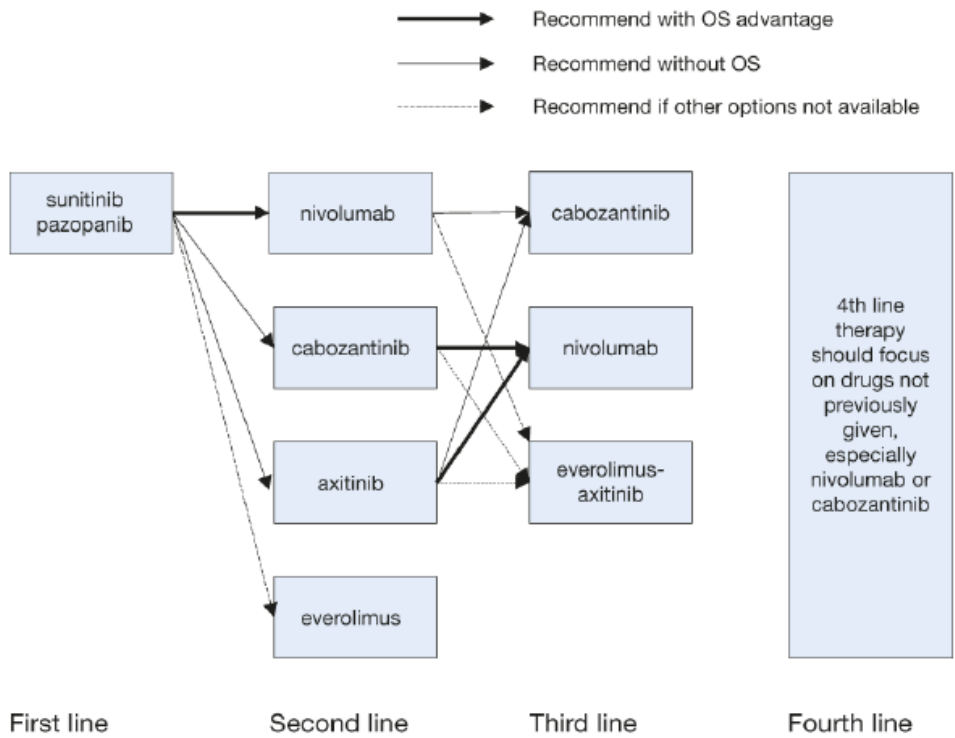 Recommend with OS advantage
Recommend without OS
Recommend if other options not available
sunitinib
pazopanib
nivolumab
cabozantinib
axitinib
everolimus
cabozantinib
nivolumab
everolimus-
axitinib
4th line
therapy
should focus
on drugs not
previously
given,
especially
nivolumab or
cabozantinib
First line
Second line
Third line
Fourth line